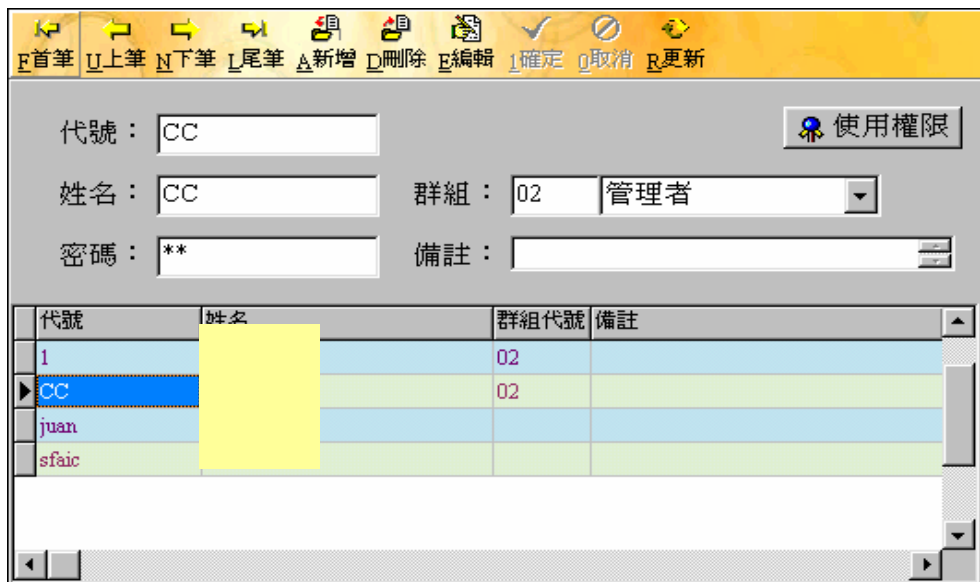 F首筆 U上筆 N下筆 L尾筆 A新增 D刪除 E編輯 1確定 0取消 R更新
代號： CC 使用權限
姓名： CC 群組： 02 管理者
密碼： ** 備註：
代號 姓名 群組代號 備註
1 02
CC 02
juan
sfaic